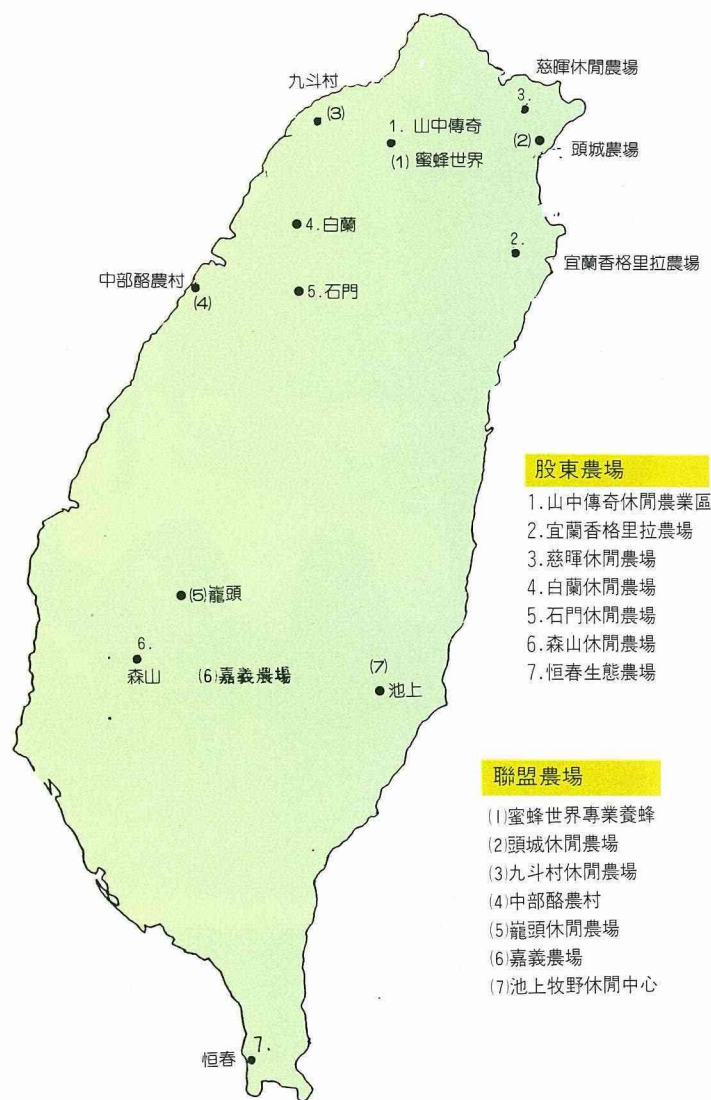 慈暉休閒農場
3.
九斗村
(3)
1. 山中傳奇
(1) 蜜蜂世界
(2)
頭城農場
4.白蘭
2.
宜蘭香格里拉農場
中部酪農村
(4)
5.石門
股東農場
1.山中傳奇休閒農業區
2.宜蘭香格里拉農場
3.慈暉休閒農場
4.白蘭休閒農場
5.石門休閒農場
6.森山休閒農場
7.恒春生態農場
(5)巃頭
6.
森山
(6)嘉義農場
(7)
池上
聯盟農場
(1)蜜蜂世界專業養蜂
(2)頭城休閒農場
(3)九斗村休閒農場
(4)中部酪農村
(5)巃頭休閒農場
(6)嘉義農場
(7)池上牧野休閒中心
7.
恒春